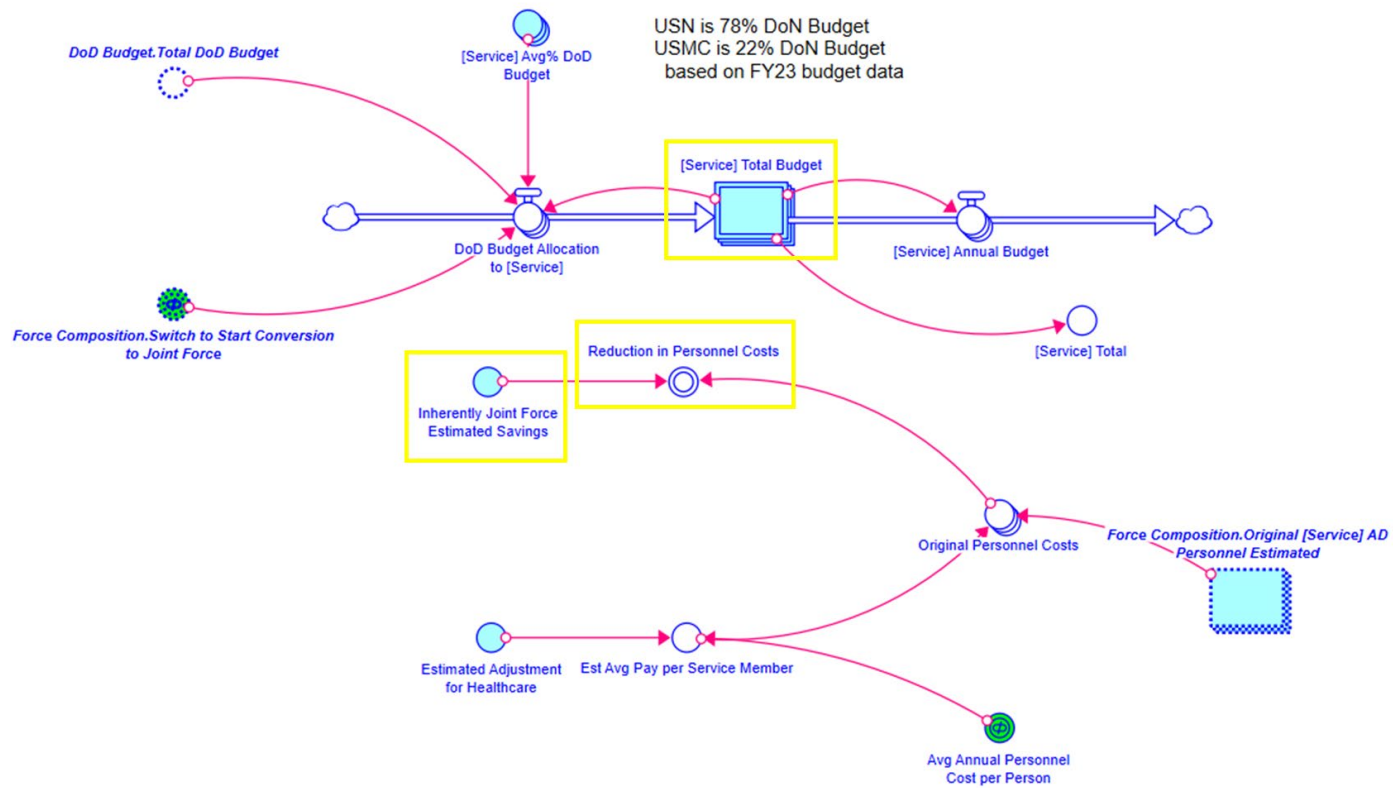 USN is 78% DoN Budget
USMC is 22% DoN Budget
based on FY23 budget data
DoD Budget.Total DoD Budget
[Service] Avg% DoD
Budget
[Service] Total Budget
DoD Budget Allocation
to [Service]
[Service] Annual Budget
Force Composition.Switch to Start Conversion
to Joint Force
[Service] Total
Reduction in Personnel Costs
Inherently Joint Force
Estimated Savings
Original Personnel Costs
Force Composition.Original [Service] AD
Personnel Estimated
Estimated Adjustment
for Healthcare
Est Avg Pay per Service Member
Avg Annual Personnel
Cost per Person